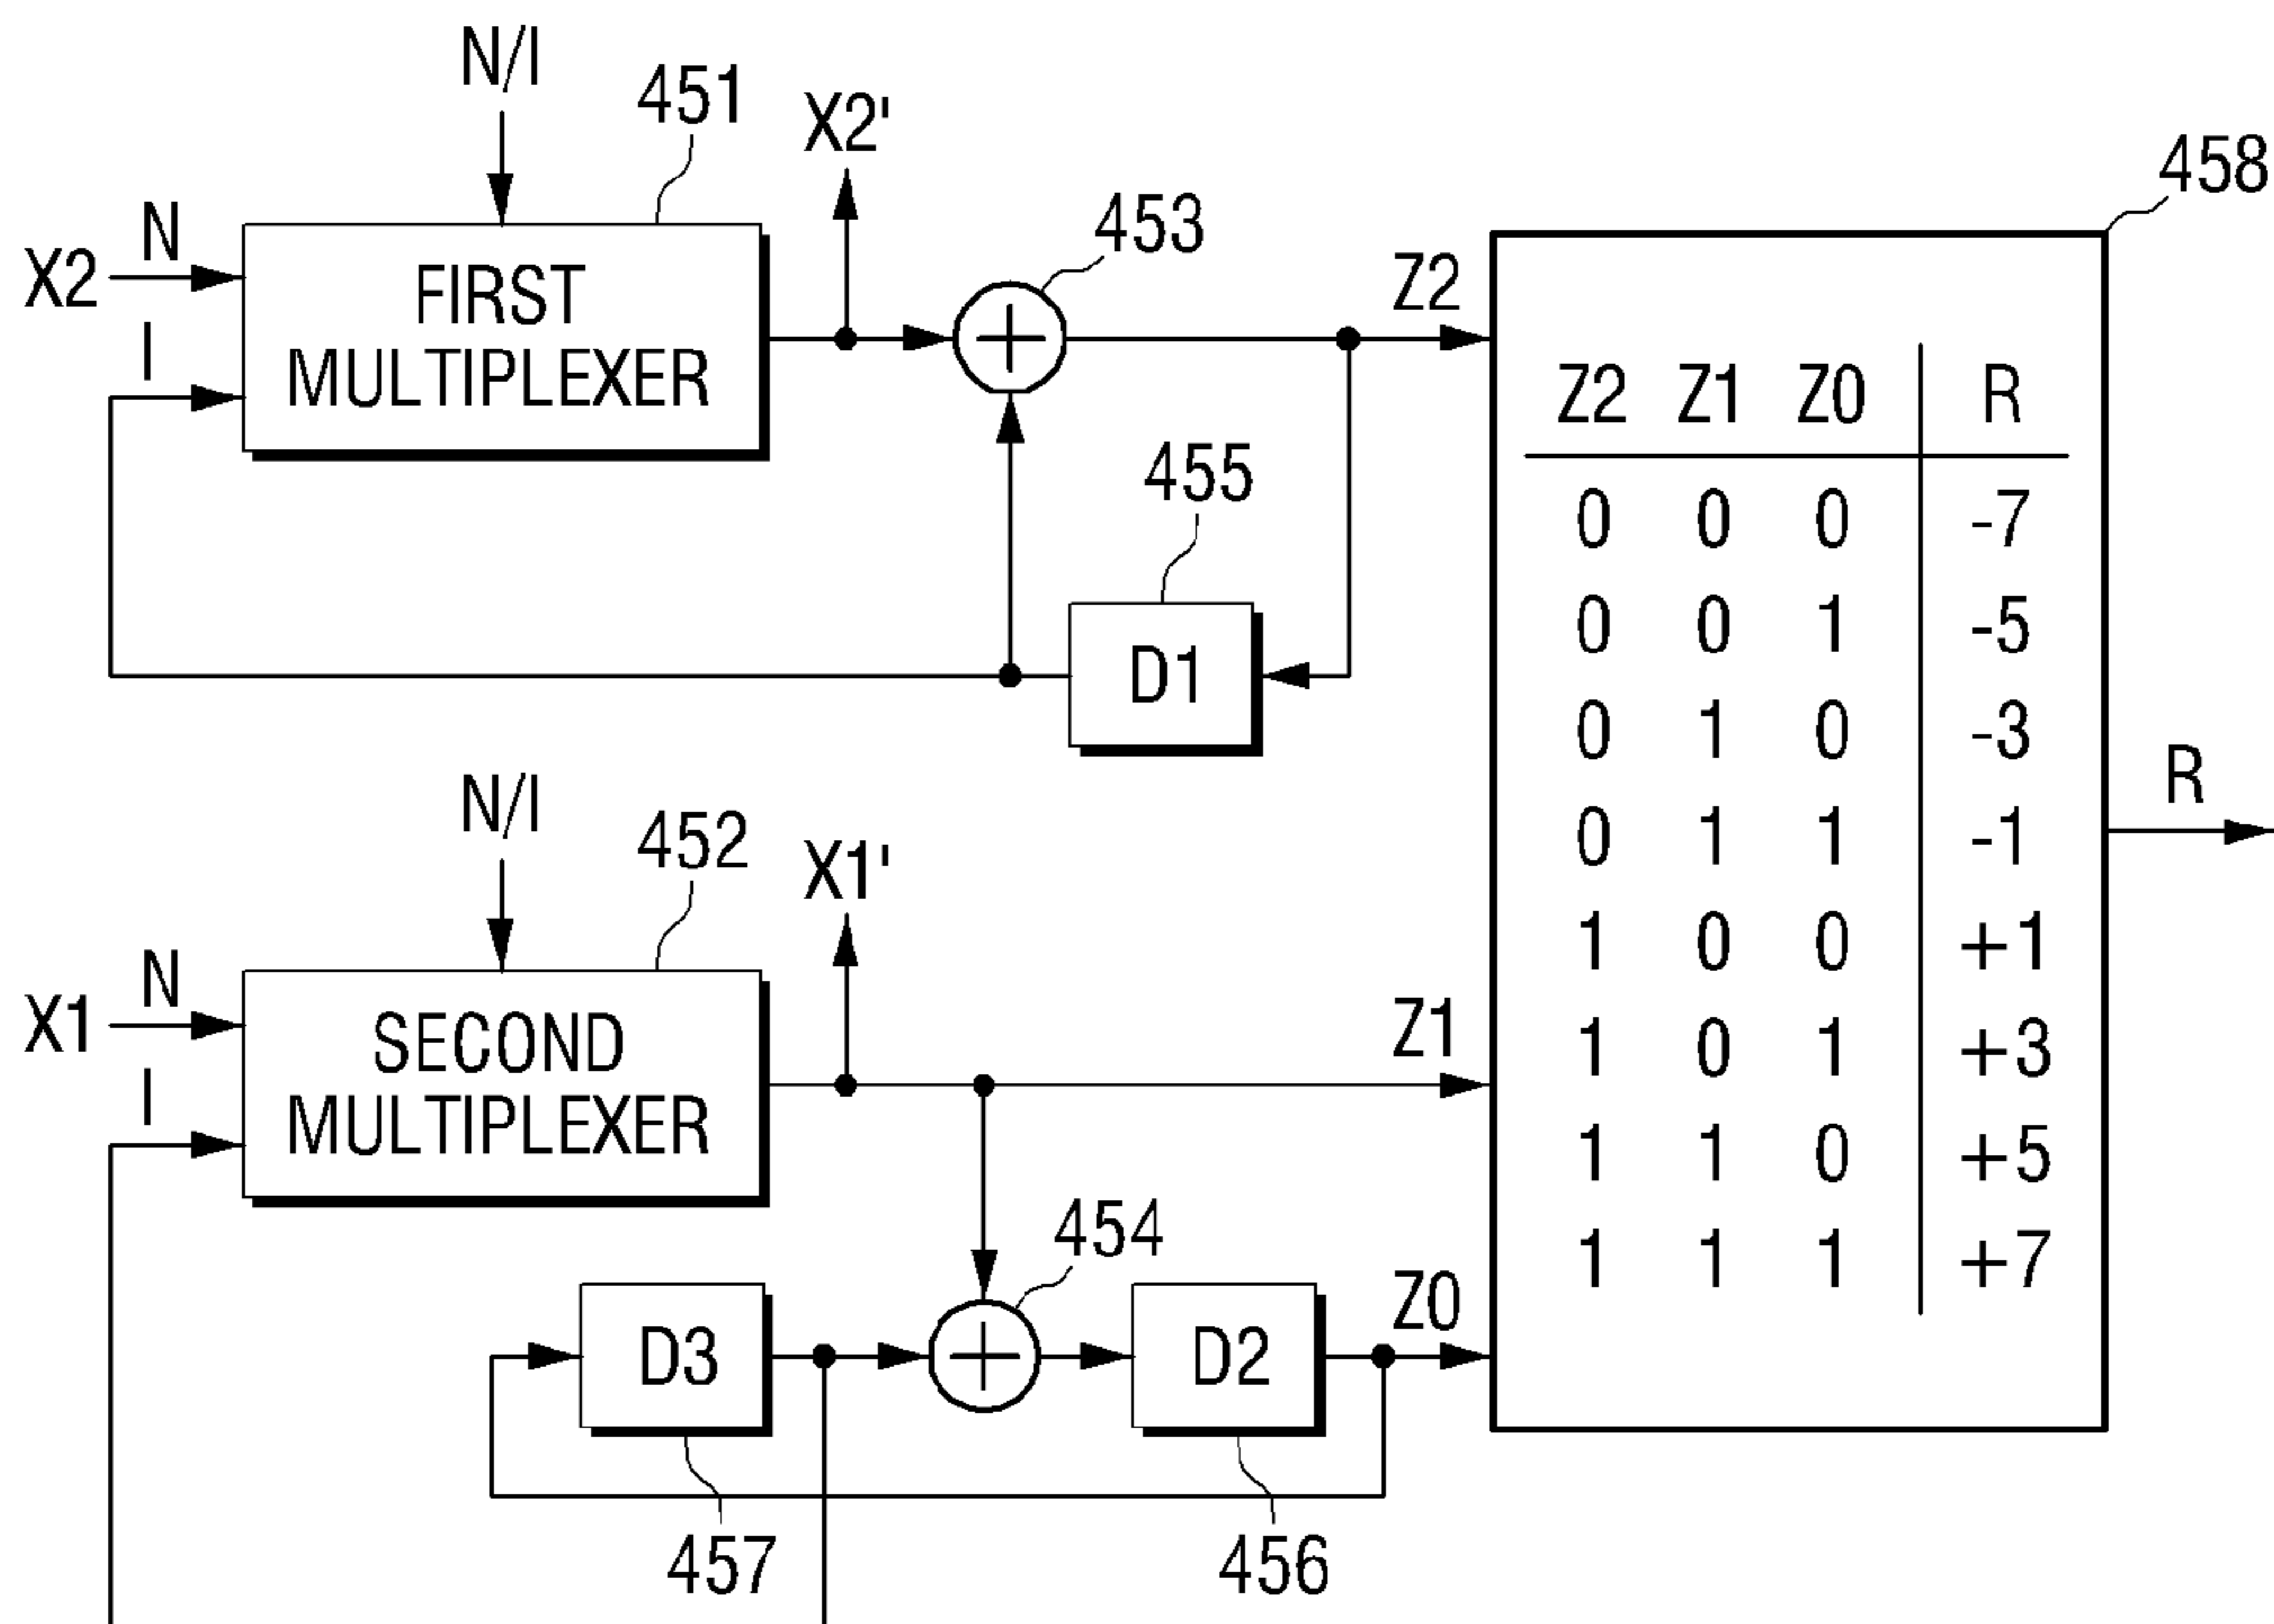 N/I
451
X2'
458
N
X2
453
Z2
I
FIRST
MULTIPLEXER
Z2 Z1 Z0 R
455
0 0 0 -7
0 0 1 -5
D1
0 1 0 -3
R
N/I
452
X1'
0 1 1 -1
1 0 0 +1
N
X1
Z1
SECOND
MULTIPLEXER
1 0 1 +3
I
1 1 0 +5
454
1 1 1 +7
Z0
D3
D2
457
456